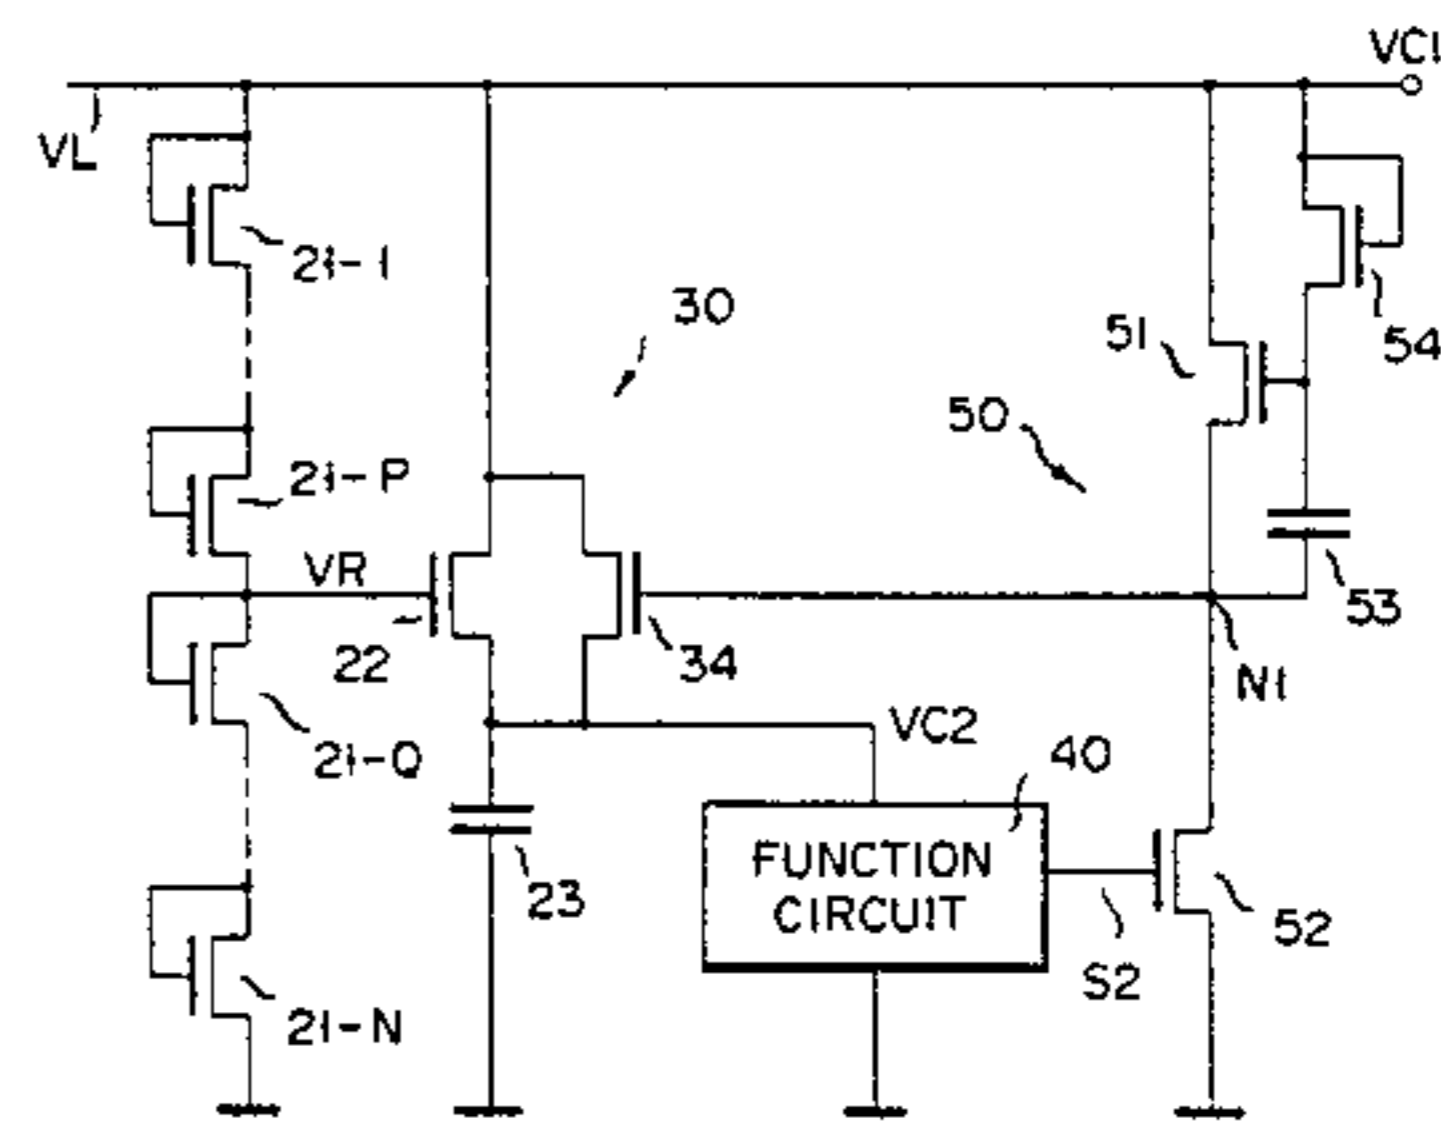 VC1
VL
21-1
30
51
54
50
21-P
VR
53
22
34
N1
21-Q
VC2
40
FUNCTION
CIRCUIT
23
52
S2
21-N